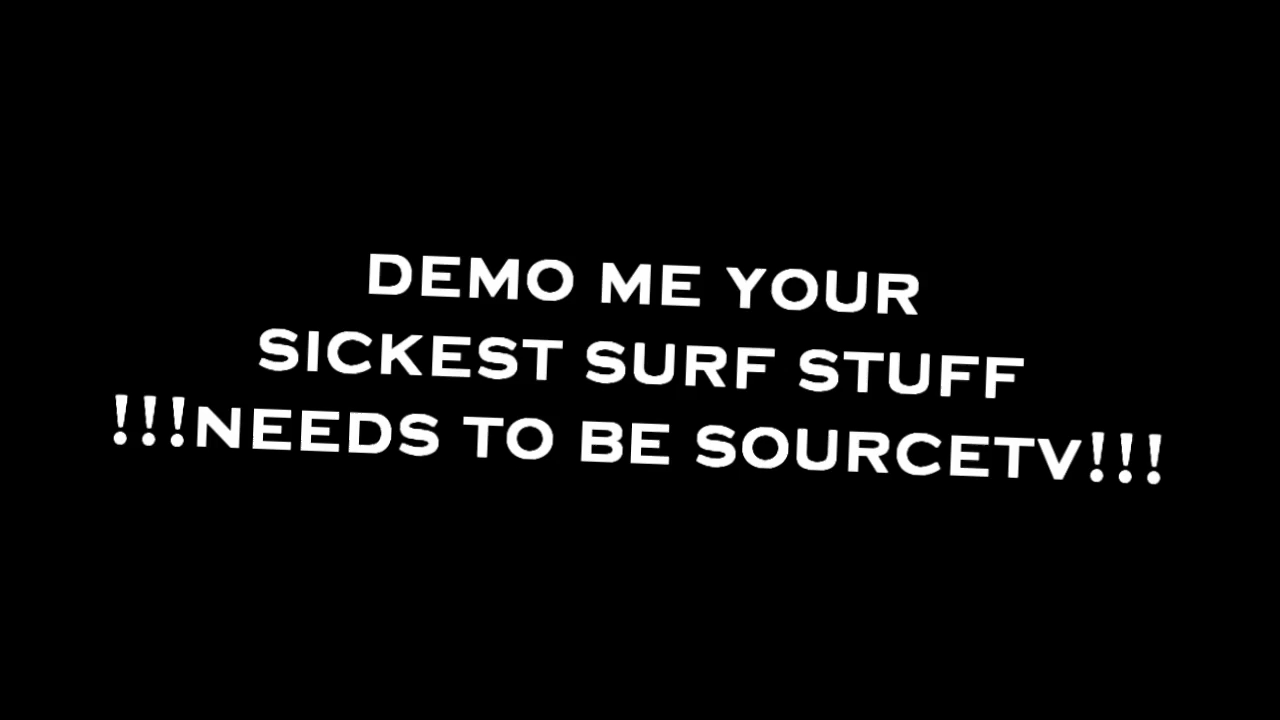 DEMO ME YOUR
SICKEST SURF STUFF
!!!NEEDS TO BE SOURCETV!!!